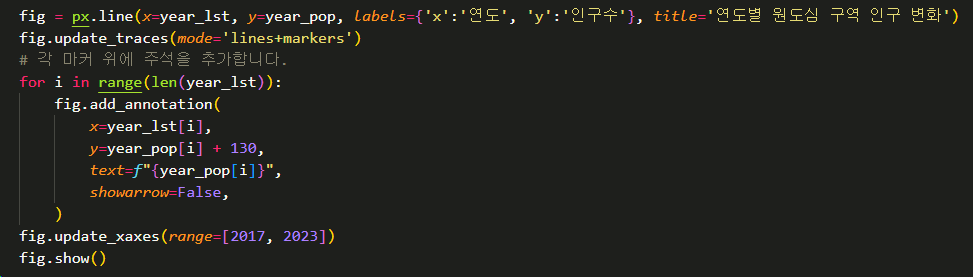 fig = px.line(x=year_lst, y=year_pop, labels={'x':'연도', 'y':'인구수'}, title='연도별 원도심 구역 인구 변화')
fig.update_traces(mode='lines+markers')
# 각 마커 위에 주석을 추가합니다.
for i in range(len(year_lst)):
    fig.add_annotation(
        x=year_lst[i],
        y=year_pop[i] + 130,
        text=f"{year_pop[i]}",
        showarrow=False,
    )
fig.update_xaxes(range=[2017, 2023])
fig.show()